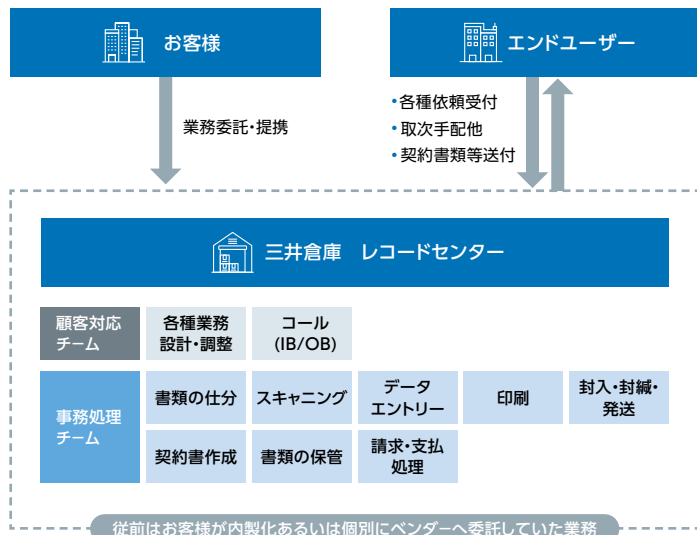 お客様
エンドユーザー
業務委託・提携
•各種依頼受付
•取次手配他
•契約書類等送付
三井倉庫　レコードセンター
顧客対応
チーム
各種業務
設計・調整
コール
(IB/OB)
事務処理
チーム
書類の仕分
スキャニング
データ
エントリー
印刷
封入・封緘・
発送
契約書作成
書類の保管
請求・支払
処理
従前はお客様が内製化あるいは個別にベンダーへ委託していた業務